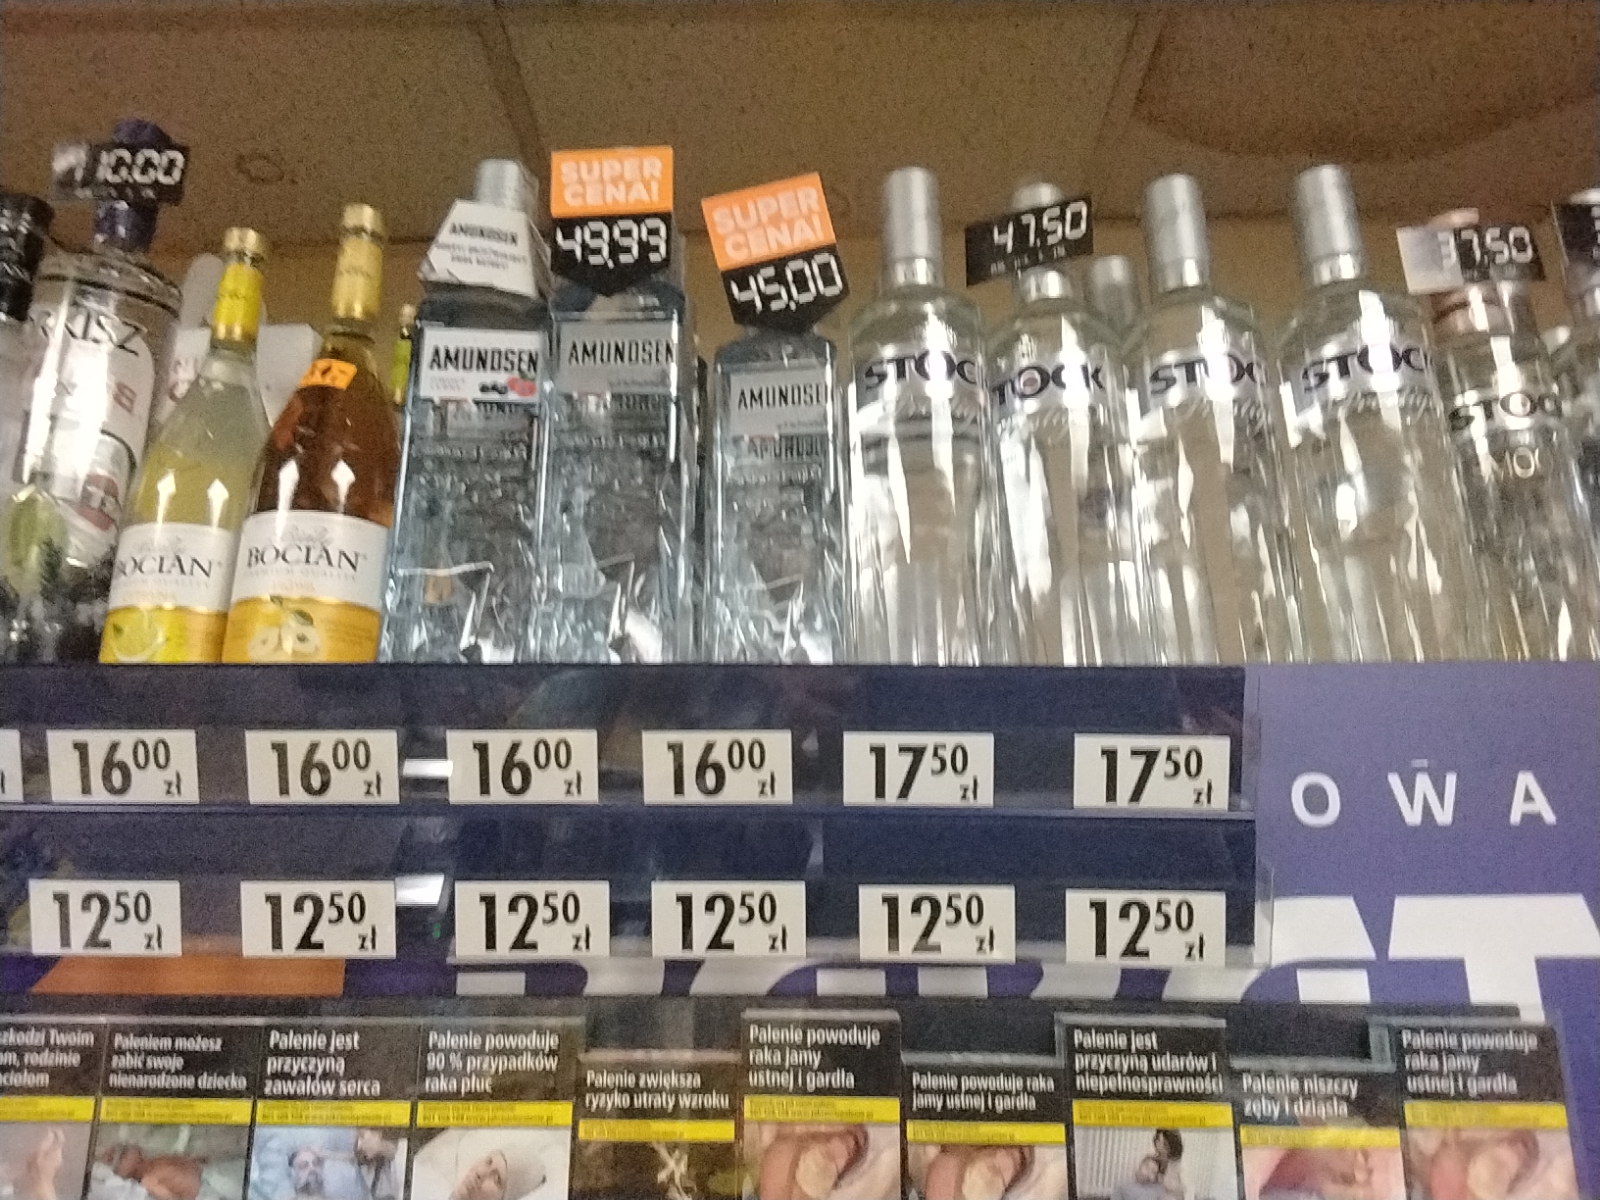 110.00
SUPER
CENA!
49,99
SUPER
CENA!
45,00
47.50
37.50
AMUNDSEN
RKISZ
AMUNDSEN
AMUNDSEN
AMUNDSEN
STOCK
STOCK
STOCK
STOCK
STOCK
BOCIAN
BOCIAN
16 00 zł
16 00 zł
16 00 zł
16 00 zł
17 50 zł
17 50 zł
O W A
12 50 zł
12 50 zł
12 50 zł
12 50 zł
12 50 zł
12 50 zł
Paleniem możesz
zabić swoje
nienarodzone dziecko
Palenie jest
przyczyną
zawałów serca
Palenie powoduje
90 % przypadków
raka płuc
Palenie zwiększa
ryzyko utraty wzroku
Palenie powoduje
raka jamy
ustnej i gardła
Palenie powoduje raka
jamy ustnej i gardła
Palenie jest
przyczyną udarów i
niepełnosprawności
Palenie niszczy
zęby i dziąsła
Palenie powoduje
raka jamy
ustnej i gardła